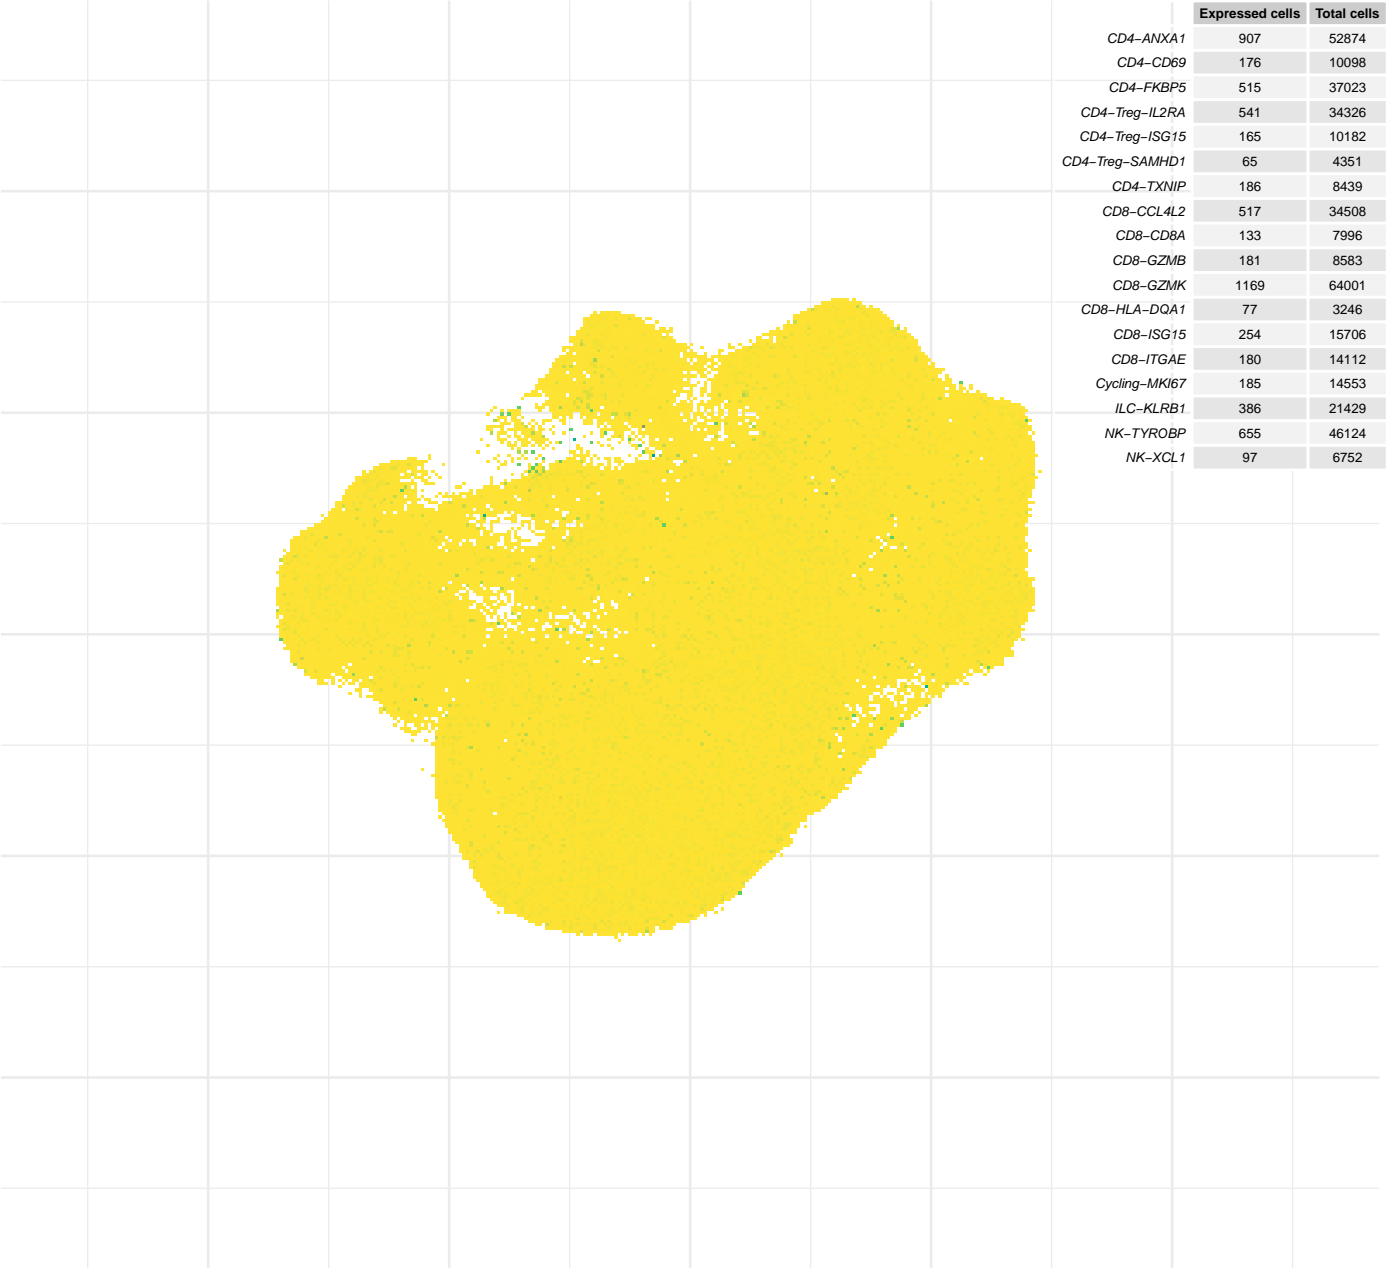 Expressed cells Total cells
CD4−ANXA1 907 52874
CD4−CD69 176 10098
CD4−FKBP5 515 37023
CD4−Treg−IL2RA 541 34326
CD4−Treg−ISG15 165 10182
CD4−Treg−SAMHD1 65 4351
CD4−TXNIP 186 8439
CD8−CCL4L2 517 34508
CD8−CD8A 133 7996
CD8−GZMB 181 8583
CD8−GZMK 1169 64001
CD8−HLA−DQA1 77 3246
CD8−ISG15 254 15706
CD8−ITGAE 180 14112
Cycling−MKI67 185 14553
ILC−KLRB1 386 21429
NK−TYROBP 655 46124
NK−XCL1 97 6752